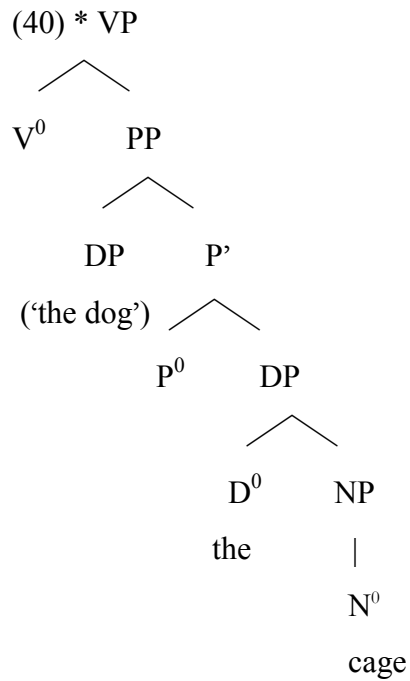 (40) * VP
V⁰ PP
DP P’
(‘the dog’)
P⁰ DP
D⁰ NP
the |
N⁰
cage